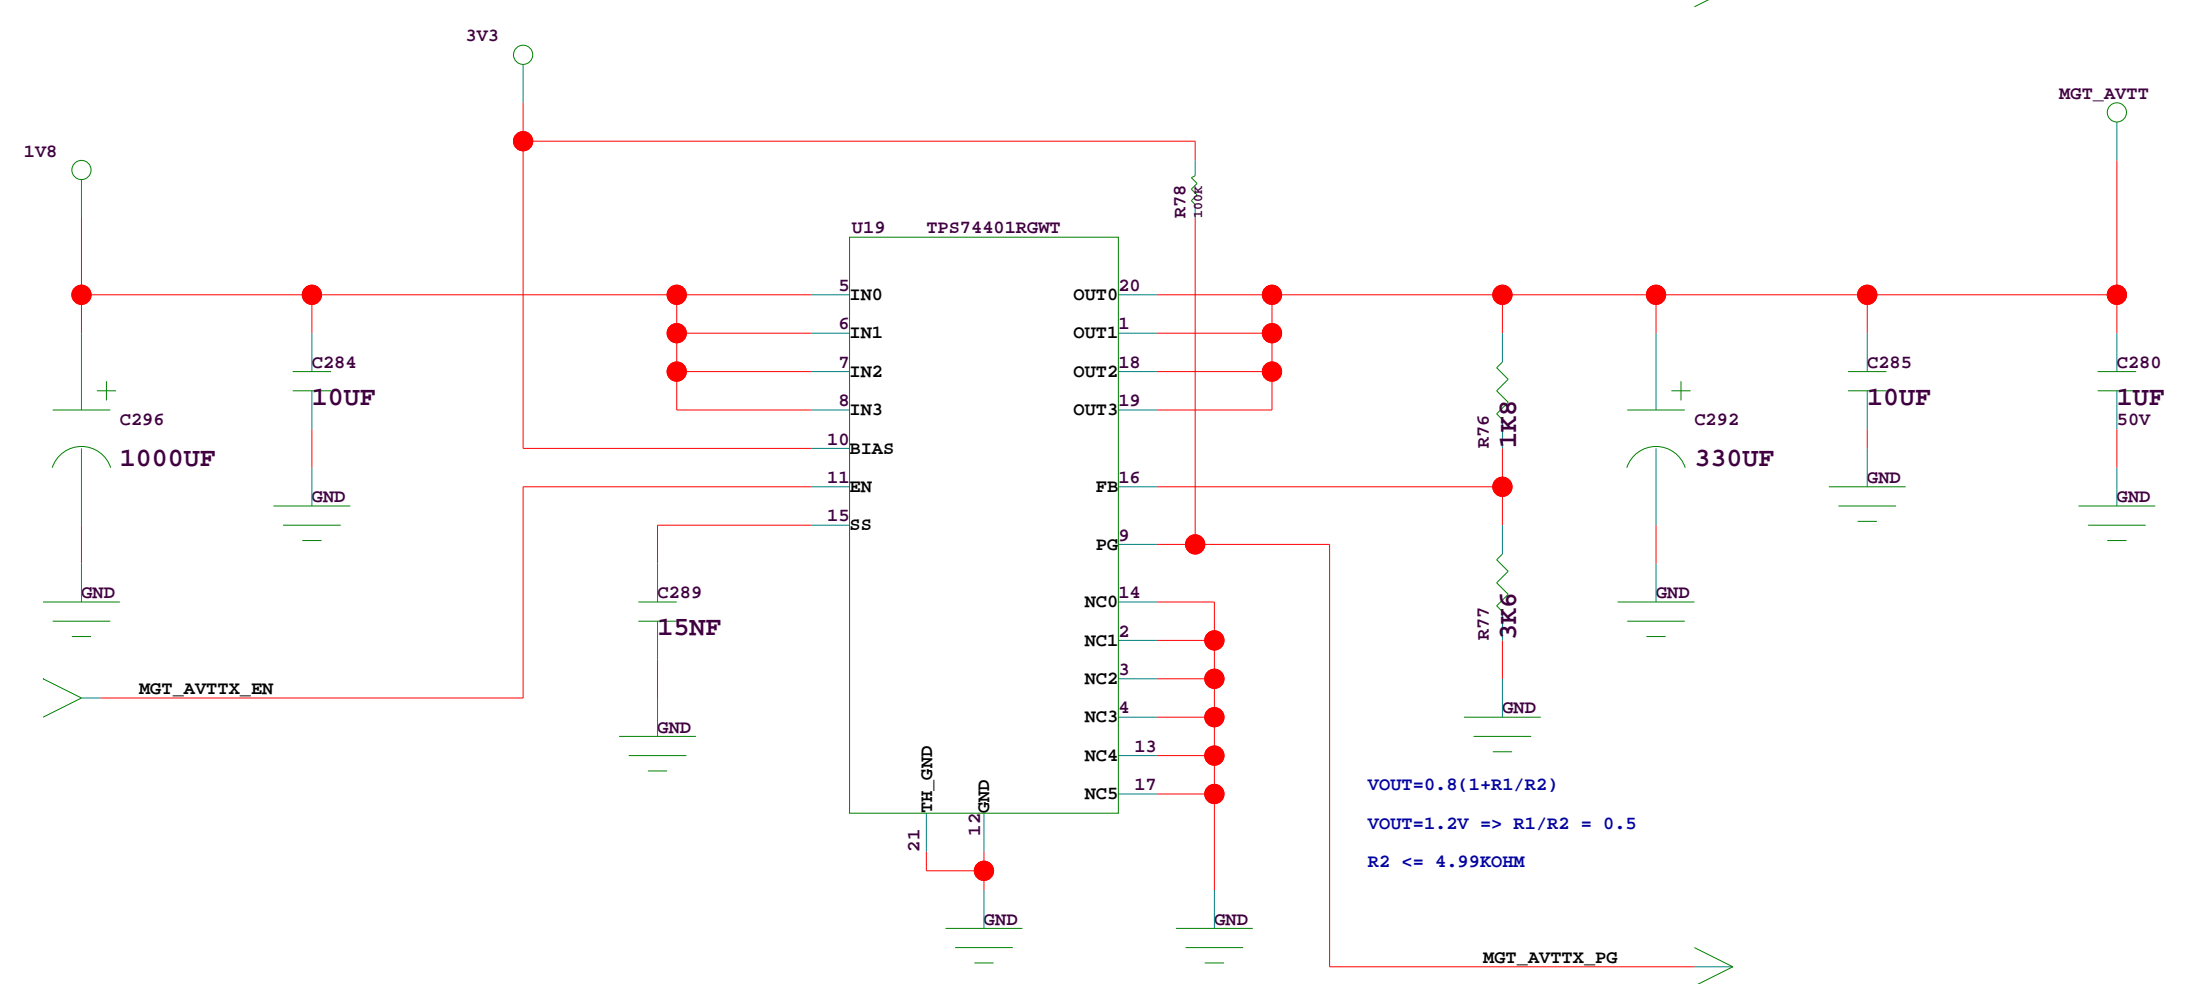 3V3
MGT_AVTT
1V8
R78
100K
U19 TPS74401RGWT
5 IN0
6 IN1
7 IN2
8 IN3
10 BIAS
11 EN
15 SS
OUT0 20
OUT1 1
OUT2 18
OUT3 19
FB 16
PG 9
NC0 14
NC1 2
NC2 3
NC3 4
NC4 13
NC5 17
TH_GND
21
GND
12
C284
10UF
GND
C296
1000UF
GND
C289
15NF
GND
MGT_AVTTX_EN
R76
1K8
R77
3K6
GND
C292
330UF
GND
C285
10UF
GND
C280
1UF
50V
GND
VOUT=0.8(1+R1/R2)
VOUT=1.2V => R1/R2 = 0.5
R2 <= 4.99KOHM
GND
GND
MGT_AVTTX_PG